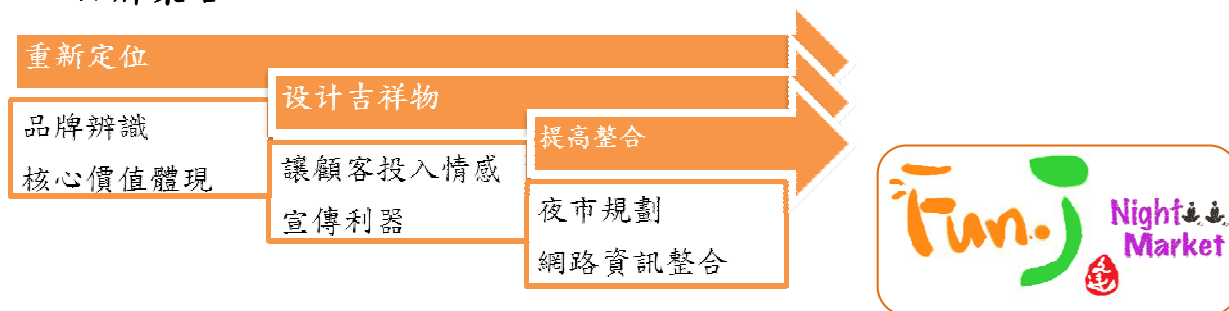 重新定位
品牌辨識
核心價值體現
设计吉祥物
讓顧客投入情感
宣傳利器
提高整合
夜市規劃
網路資訊整合
Fun.J
Night
Market